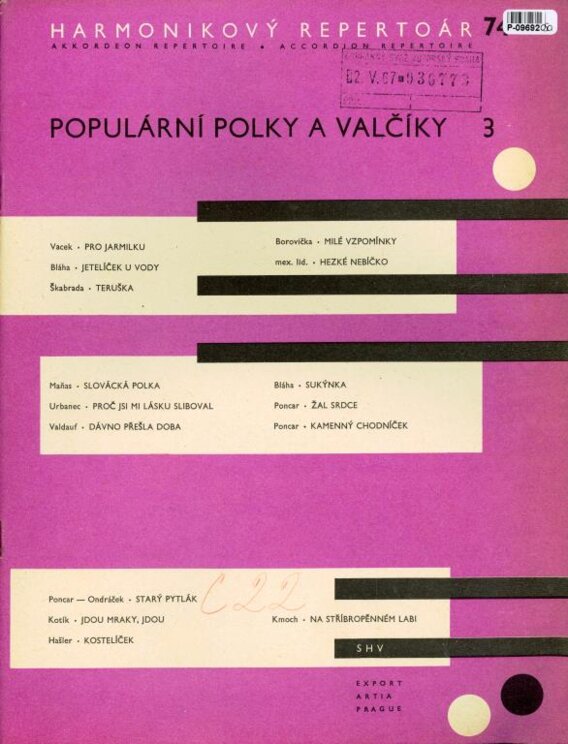 HARMONIKOVÝ REPERTOÁR 74
AKKORDEON REPERTOIRE • ACCORDION REPERTOIRE
P-09692
POPULÁRNÍ POLKY A VALČÍKY 3
Vacek • PRO JARMILKU
Bláha • JETELÍČEK U VODY
Škabrada • TERUŠKA
Borovička • MILÉ VZPOMÍNKY
mex. lid. • HEZKÉ NEBÍČKO
Maňas • SLOVÁCKÁ POLKA
Urbanec • PROČ JSI MI LÁSKU SLIBOVAL
Valdauf • DÁVNO PŘEŠLA DOBA
Bláha • SUKÝNKA
Poncar • ŽAL SRDCE
Poncar • KAMENNÝ CHODNÍČEK
Poncar — Ondráček • STARÝ PYTLÁK
Kotík • JDOU MRAKY, JDOU
Hašler • KOSTELÍČEK
C22
Kmoch • NA STŘÍBROPĚNNÉM LABI
SHV
EXPORT
ARTIA
PRAGUE